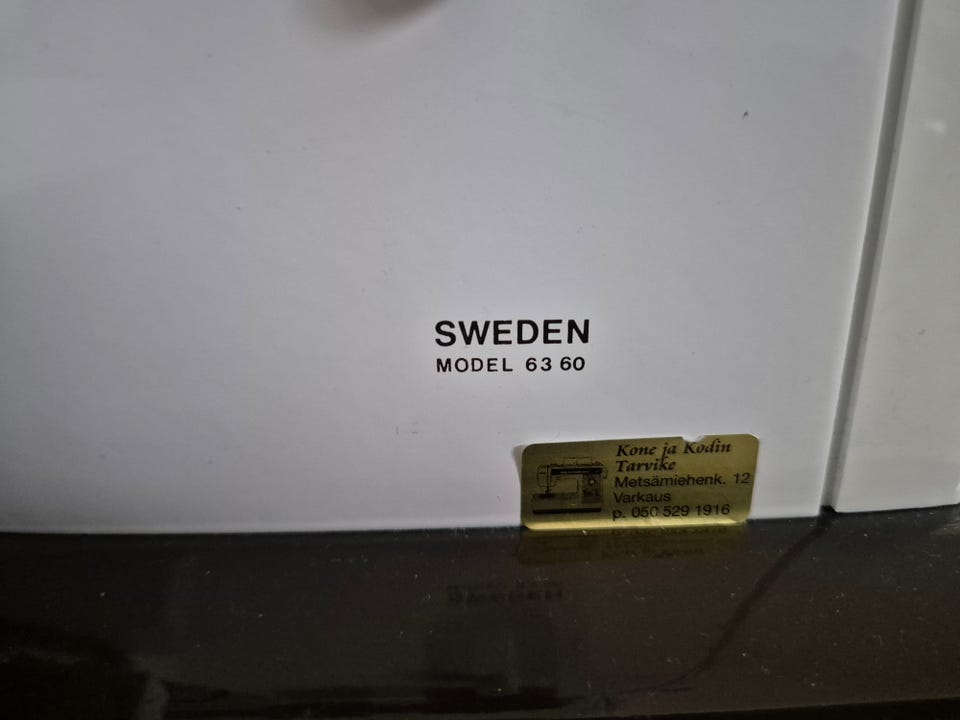 SWEDEN
MODEL 63 60
Kone ja Kodin
Tarvike
Metsämiehenk. 12
Varkaus
p. 050 529 1916